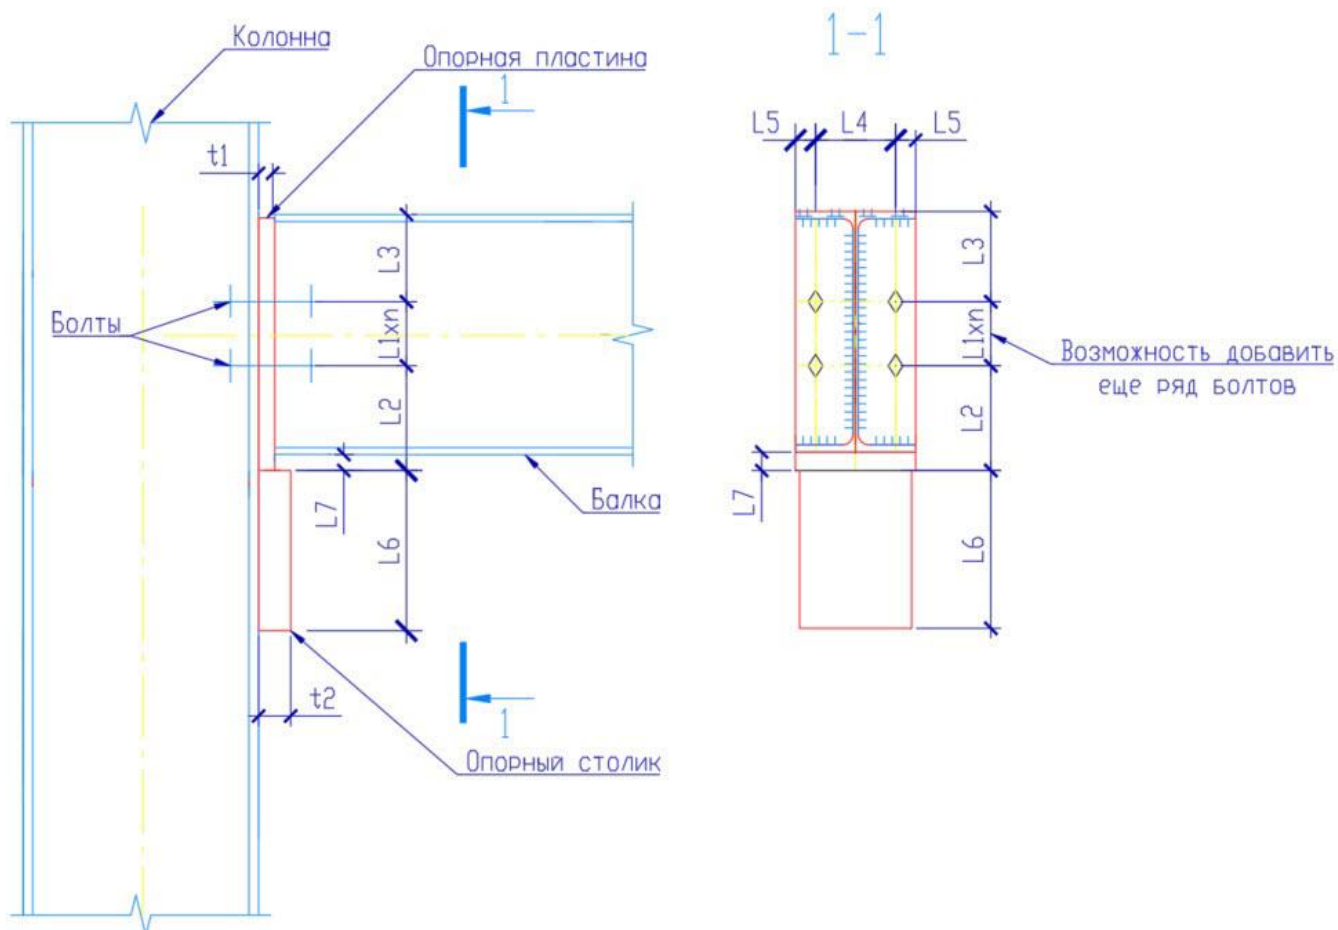 Колонна
Опорная пластина
1
t1
L3
L1xn
Болты
L2
L7
Балка
L6
t2
1
Опорный столик
1-1
L5
L4
L5
L3
L1xn
Возможность добавить
еще ряд болтов
L2
L7
L6